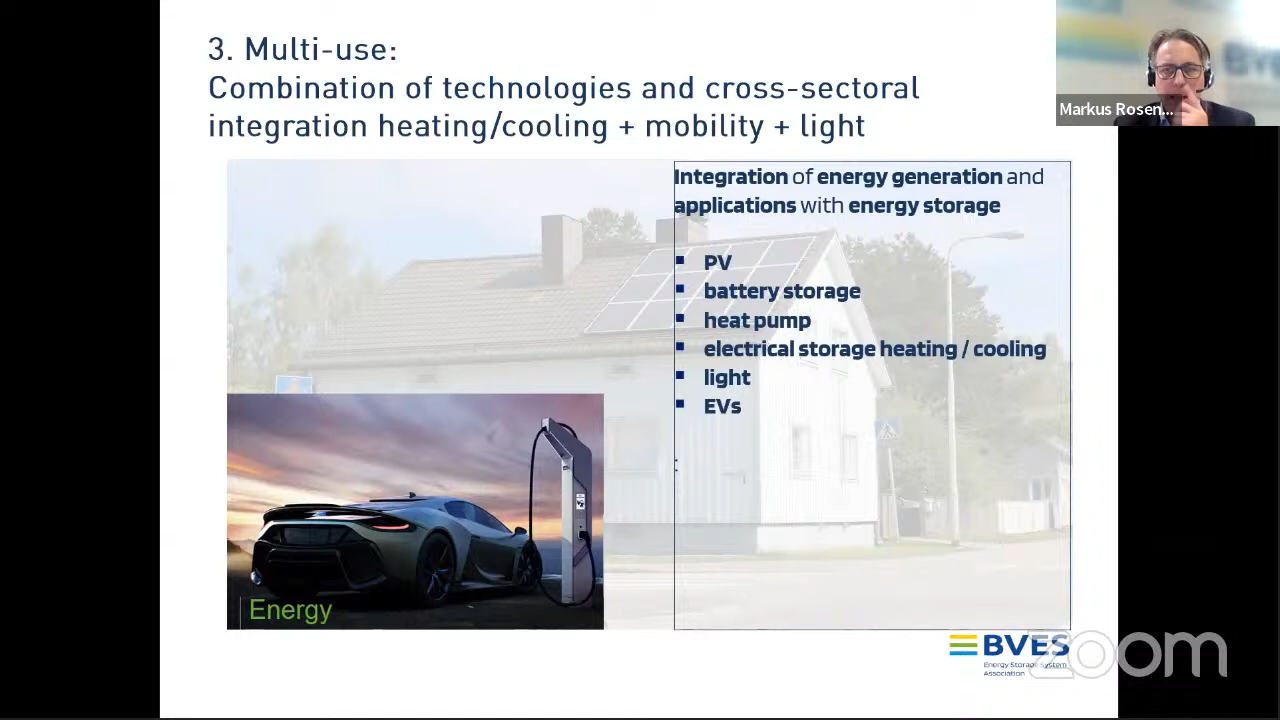 3. Multi-use:
Combination of technologies and cross-sectoral
integration heating/cooling + mobility + light
Markus Rosen...
Integration of energy generation and
applications with energy storage
▪ PV
▪ battery storage
▪ heat pump
▪ electrical storage heating / cooling
▪ light
▪ EVs
Energy
BVES
Energy Storage System
Association
zoom